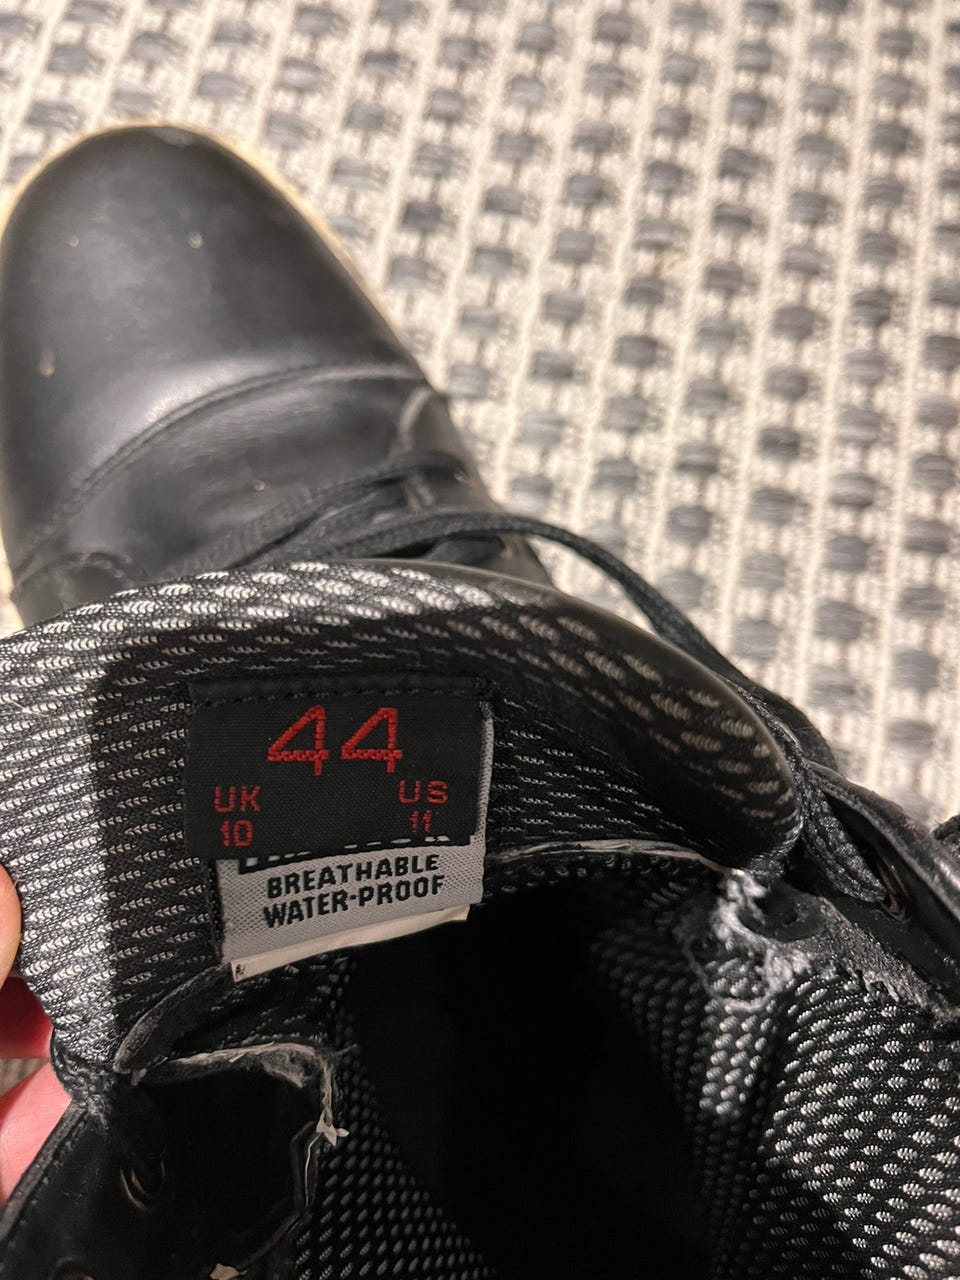 44
UK US
10 11
BREATHABLE
WATER-PROOF